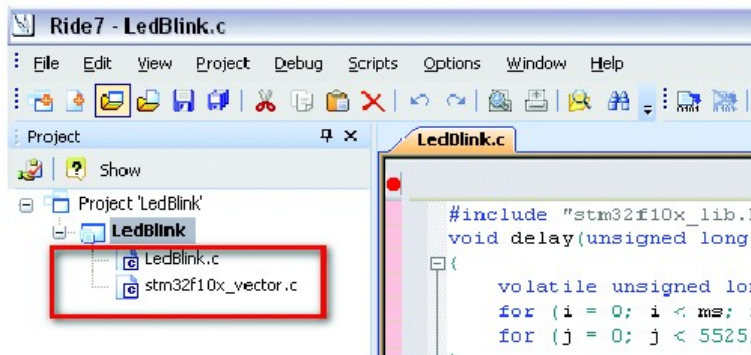 Ride7 - LedBlink.c
File Edit View Project Debug Scripts Options Window Help
Project
LedBlink.c
Show
Project 'LedBlink'
LedBlink
LedBlink.c
stm32f10x_vector.c
#include "stm32f10x_lib.
void delay(unsigned long
{
volatile unsigned lo
for (i = 0; i < ms;
for (j = 0; j < 5525